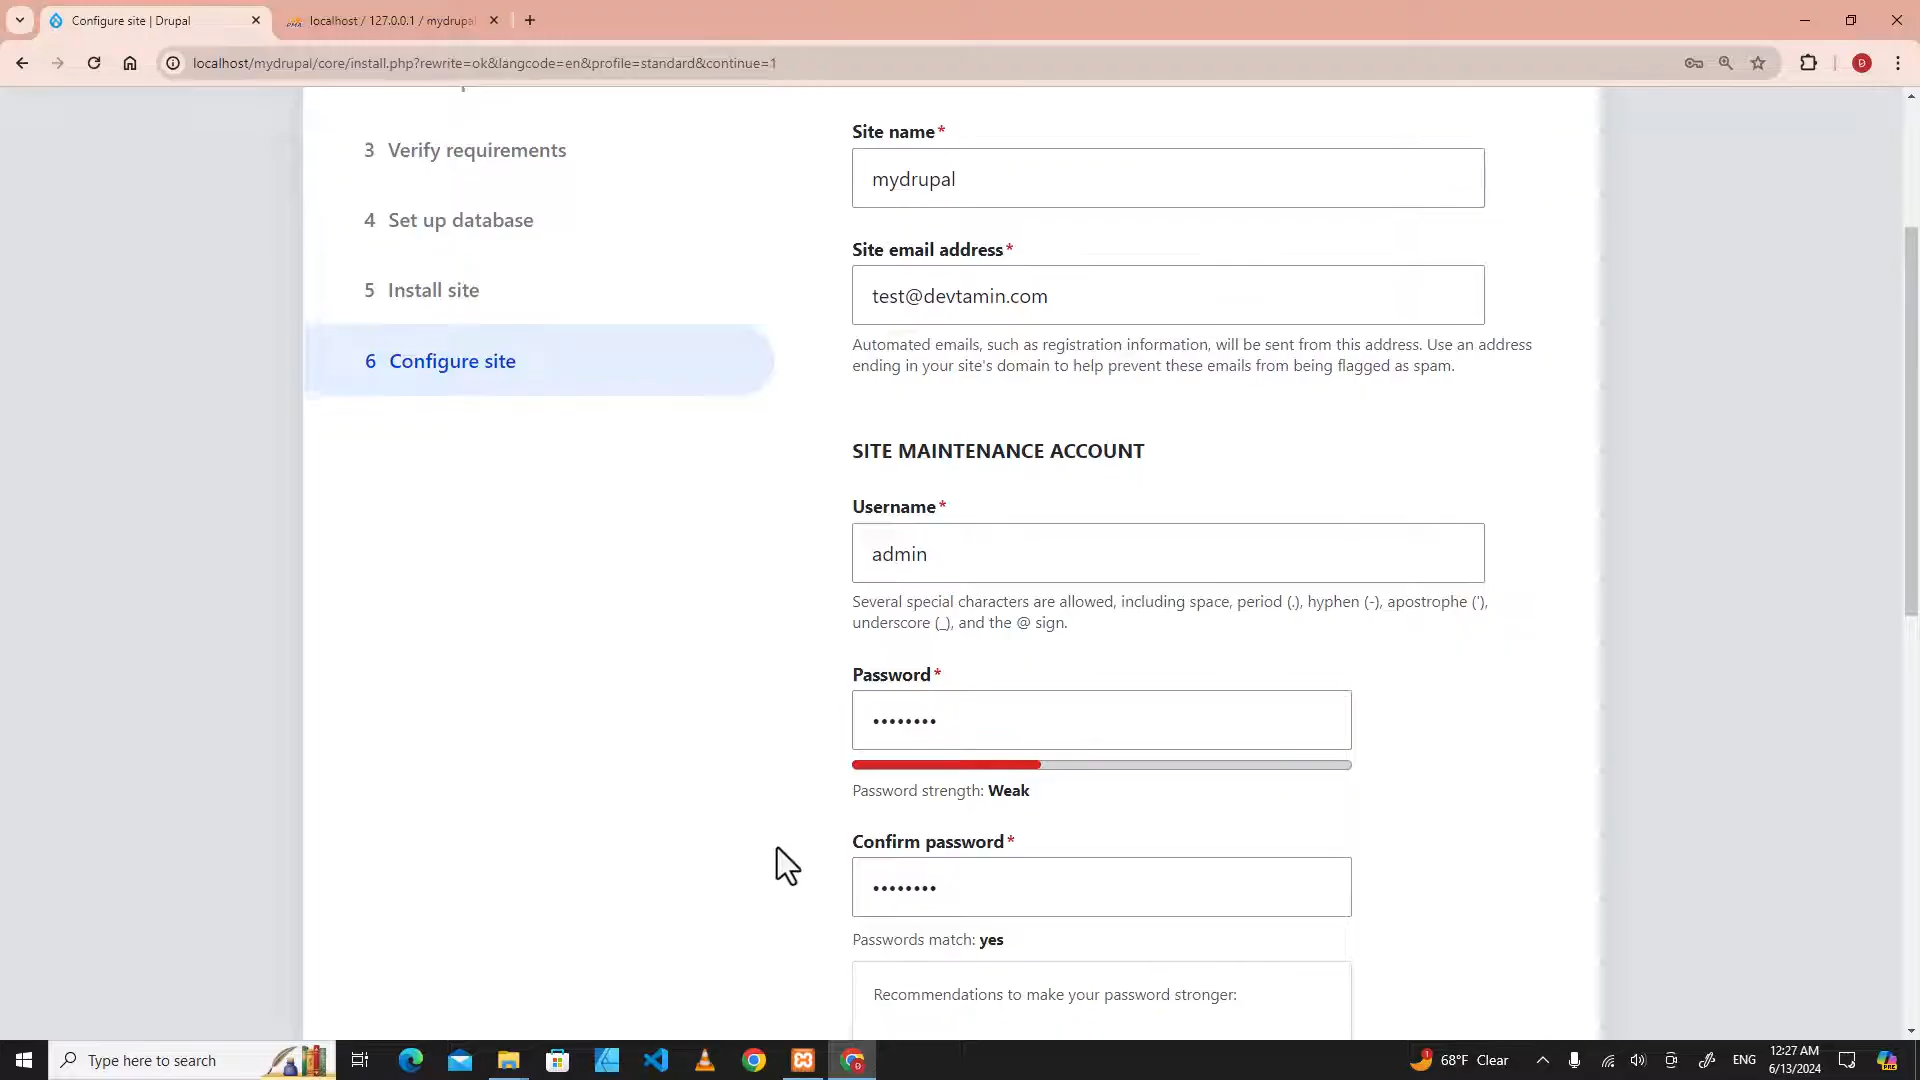 Configure site | Drupal
localhost / 127.0.0.1 / mydrupal
localhost/mydrupal/core/install.php?rewrite=ok&langcode=en&profile=standard&continue=1
3 Verify requirements
4 Set up database
5 Install site
6 Configure site
Site name*
mydrupal
Site email address*
test@devtamin.com
Automated emails, such as registration information, will be sent from this address. Use an address
ending in your site's domain to help prevent these emails from being flagged as spam.
SITE MAINTENANCE ACCOUNT
Username*
admin
Several special characters are allowed, including space, period (.), hyphen (-), apostrophe ('),
underscore (_), and the @ sign.
Password*
••••••••
Password strength: Weak
Confirm password*
••••••••
Passwords match: yes
Recommendations to make your password stronger:
Type here to search
68°F Clear
ENG
12:27 AM
6/13/2024